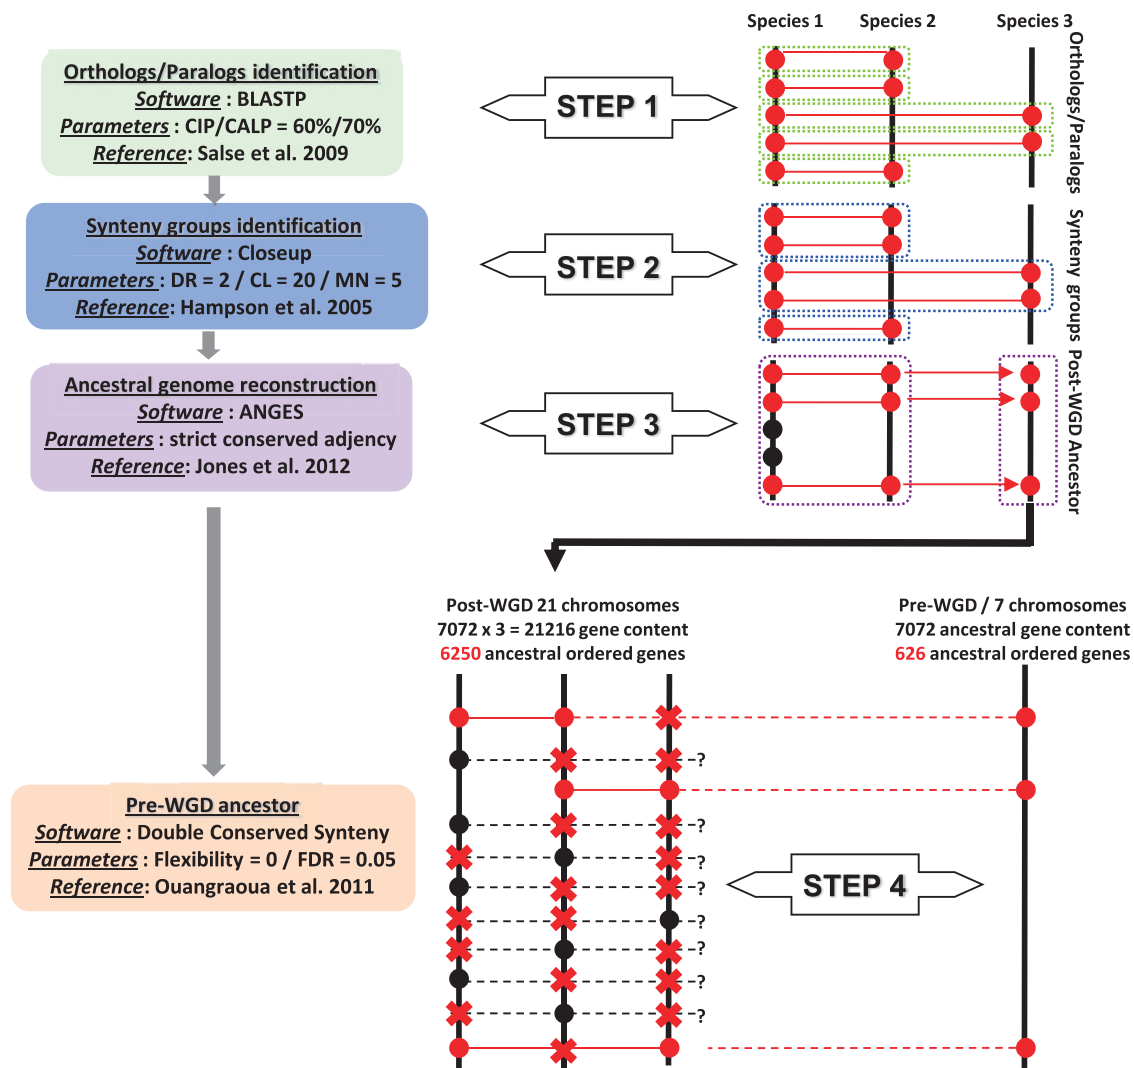 Species 1
Species 2
Species 3
Orthologs/Paralogs identification
Software : BLASTP
Parameters : CIP/CALP = 60%/70%
Reference: Salse et al. 2009
STEP 1
Orthologs/Paralogs
Synteny groups identification
Software : Closeup
Parameters : DR = 2 / CL = 20 / MN = 5
Reference: Hampson et al. 2005
STEP 2
Synteny groups
Ancestral genome reconstruction
Software : ANGES
Parameters : strict conserved adjency
Reference: Jones et al. 2012
STEP 3
Post-WGD Ancestor
Post-WGD 21 chromosomes
7072 x 3 = 21216 gene content
6250 ancestral ordered genes
Pre-WGD / 7 chromosomes
7072 ancestral gene content
626 ancestral ordered genes
Pre-WGD ancestor
Software : Double Conserved Synteny
Parameters : Flexibility = 0 / FDR = 0.05
Reference: Ouangraoua et al. 2011
?
?
?
?
?
?
?
?
STEP 4